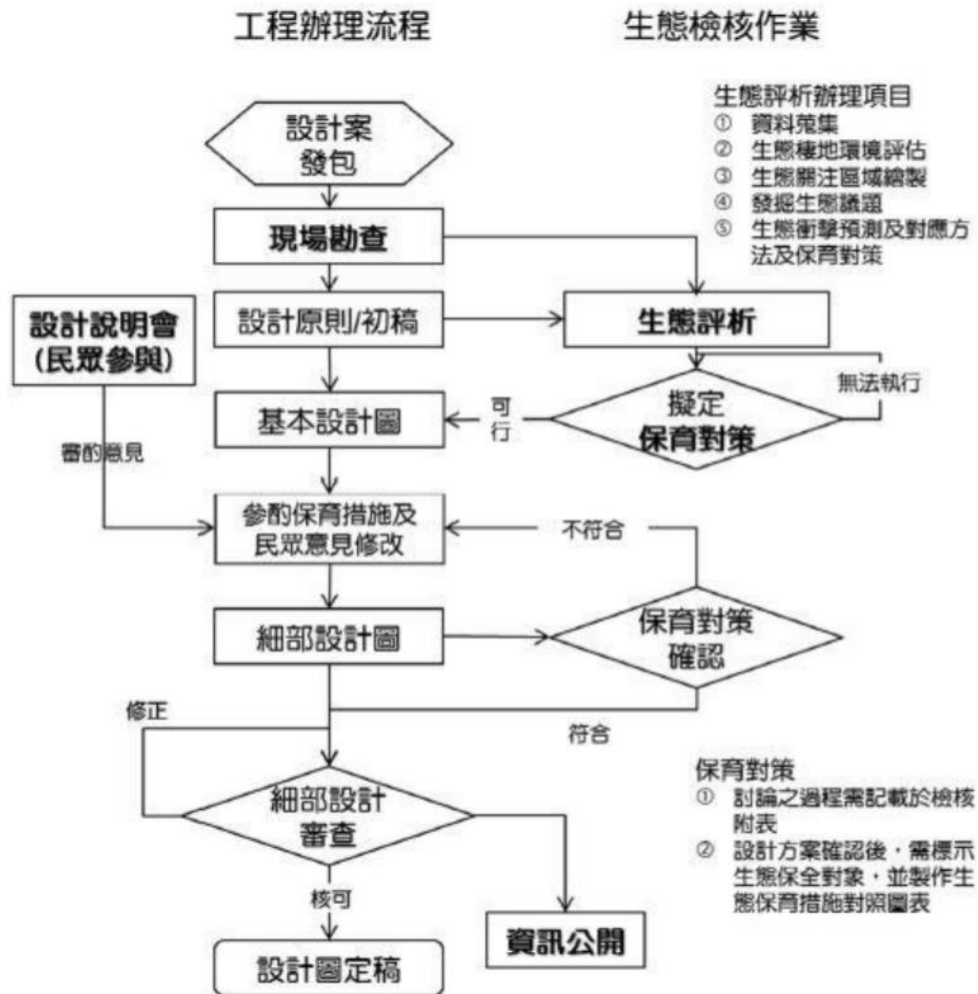 工程辦理流程
生態檢核作業
生態評析辦理項目
① 資料蒐集
② 生態棲地環境評估
③ 生態關注區域繪製
④ 發掘生態議題
⑤ 生態衝擊預測及對應方
法及保育對策
設計案
發包
現場勘查
設計說明會
(民眾參與)
設計原則/初稿
生態評析
無法執行
基本設計圖
可
行
擬定
保育對策
審酌意見
參酌保育措施及
民眾意見修改
不符合
細部設計圖
保育對策
確認
修正
符合
細部設計
審查
保育對策
① 討論之過程需記載於檢核
附表
② 設計方案確認後,需標示
生態保全對象,並製作生
態保育措施對照圖表
核可
資訊公開
設計圖定稿